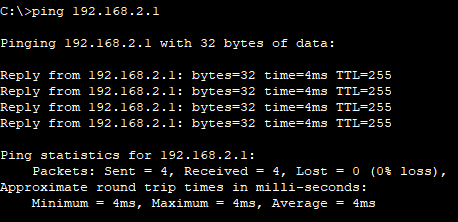 C:\>ping 192.168.2.1
Pinging 192.168.2.1 with 32 bytes of data:
Reply from 192.168.2.1: bytes=32 time=4ms TTL=255
Reply from 192.168.2.1: bytes=32 time=4ms TTL=255
Reply from 192.168.2.1: bytes=32 time=4ms TTL=255
Reply from 192.168.2.1: bytes=32 time=4ms TTL=255
Ping statistics for 192.168.2.1:
    Packets: Sent = 4, Received = 4, Lost = 0 (0% loss),
Approximate round trip times in milli-seconds:
    Minimum = 4ms, Maximum = 4ms, Average = 4ms